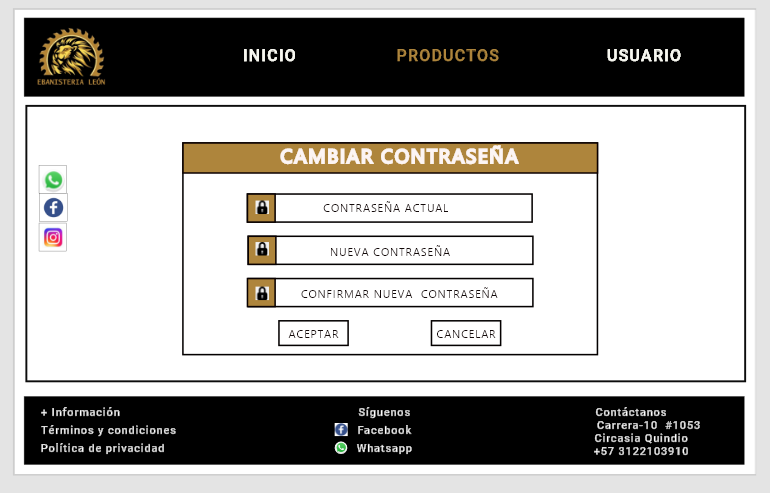 EBANISTERIA LEÓN
INICIO
PRODUCTOS
USUARIO
CAMBIAR CONTRASEÑA
CONTRASEÑA ACTUAL
NUEVA CONTRASEÑA
CONFIRMAR NUEVA CONTRASEÑA
ACEPTAR
CANCELAR
+ Información
Términos y condiciones
Política de privacidad
Síguenos
Facebook
Whatsapp
Contáctanos
Carrera-10 #1053
Circasia Quindio
+57 3122103910